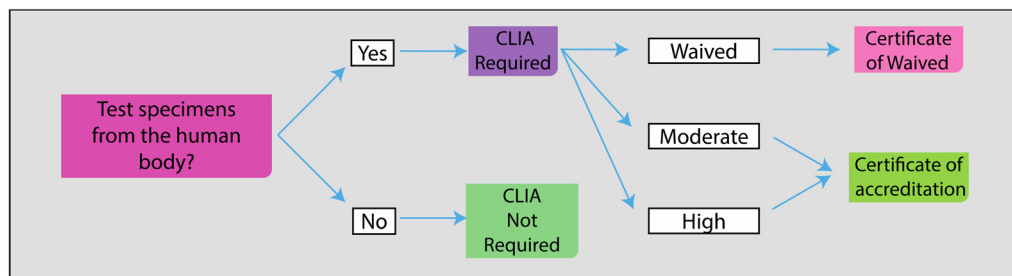 Test specimens
from the human
body?
Yes
No
CLIA
Required
CLIA
Not
Required
Waived
Moderate
High
Certificate
of Waived
Certificate of
accreditation